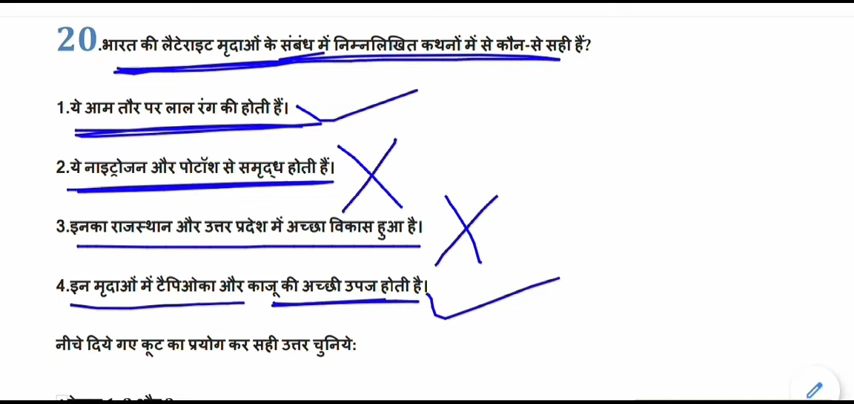 20.भारत की लैटेराइट मृदाओं के संबंध में निम्नलिखित कथनों में से कौन-से सही हैं?
1.ये आम तौर पर लाल रंग की होती हैं।
2.ये नाइट्रोजन और पोटॉश से समृद्ध होती हैं।
3.इनका राजस्थान और उत्तर प्रदेश में अच्छा विकास हुआ है।
4.इन मृदाओं में टैपिओका और काजू की अच्छी उपज होती है।
नीचे दिये गए कूट का प्रयोग कर सही उत्तर चुनिये: